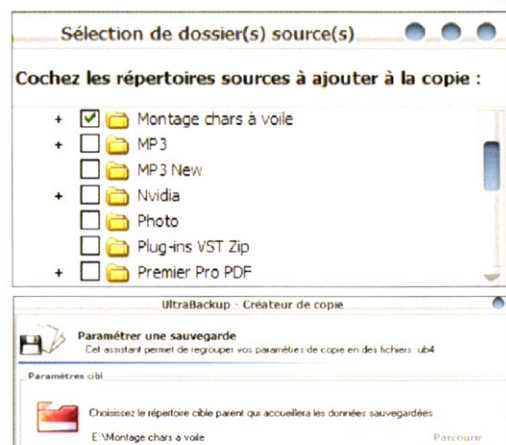 Sélection de dossier(s) source(s)
Cochez les répertoires sources à ajouter à la copie :
+ Montage chars à voile
+ MP3
MP3 New
+ Nvidia
Photo
Plug-ins VST Zip
+ Premier Pro PDF
UltraBackup - Créateur de copie
Paramétrer une sauvegarde
Cet assistant permet de regrouper vos paramètres de copie en des fichiers .ub4
Paramètres cibl
Choisissez le répertoire cible parent qui accueillera les données sauvegardées
E:\Montage chars à voile Parcourir